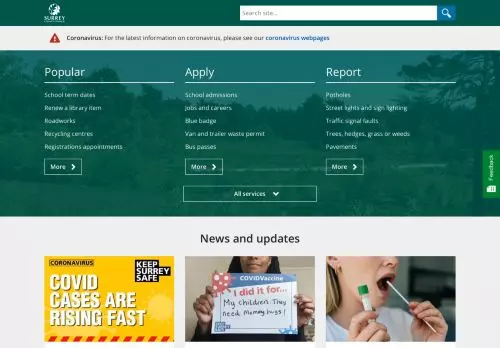 SURREY
Search site...
Coronavirus: For the latest information on coronavirus, please see our coronavirus webpages
Popular
School term dates
Renew a library item
Roadworks
Recycling centres
Registrations appointments
More
Apply
School admissions
Jobs and careers
Blue badge
Van and trailer waste permit
Bus passes
More
Report
Potholes
Street lights and sign lighting
Traffic signal faults
Trees, hedges, grass or weeds
Pavements
More
All services
Feedback
News and updates
CORONAVIRUS
KEEP
SURREY
SAFE
COVID
CASES ARE
RISING FAST
COVIDVaccine
I did it for...
My children They
need Mommy hugs!